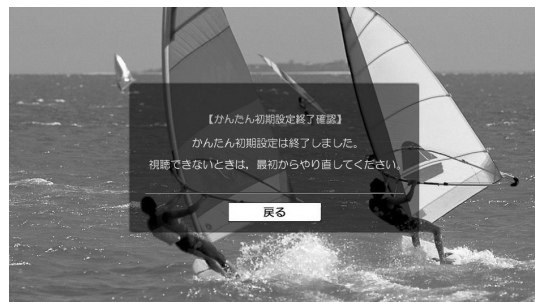 【かんたん初期設定終了確認】
かんたん初期設定は終了しました。
視聴できないときは，最初からやり直してください。
戻る